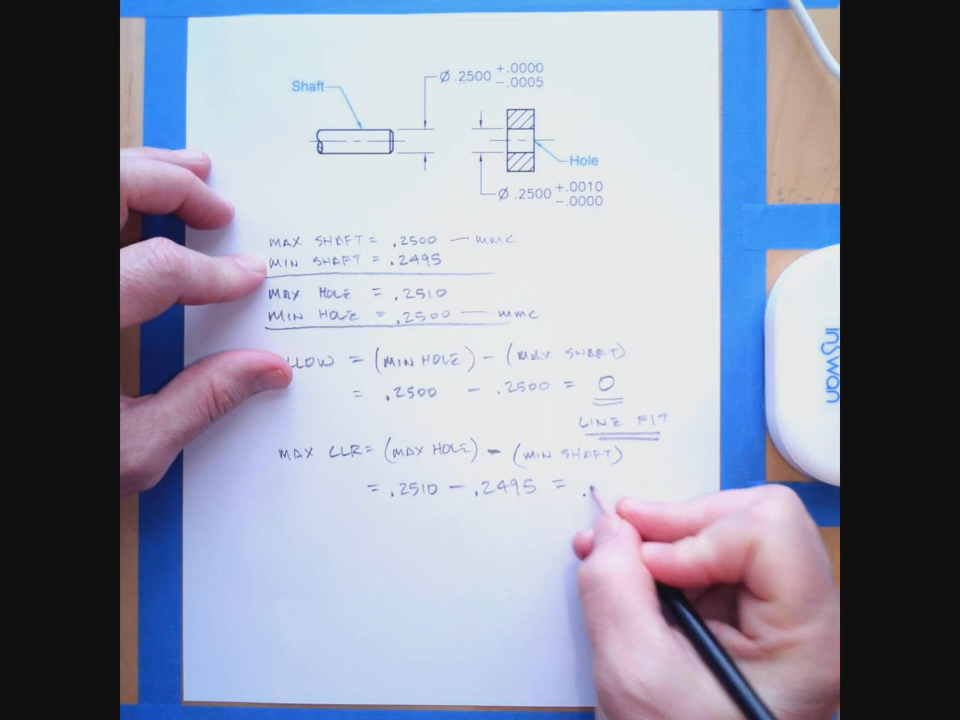 Shaft
Ø .2500 +.0000
-.0005
Hole
Ø .2500 +.0010
-.0000
MAX SHAFT = .2500 — MMC
MIN SHAFT = .2495
MAX HOLE = .2510
MIN HOLE = .2500 — MMC
LLOW = (MIN HOLE) - (MAX SHAFT)
= .2500 - .2500 = 0
LINE FIT
MAX CLR = (MAX HOLE) - (MIN SHAFT)
= .2510 - .2495 = .
inswan